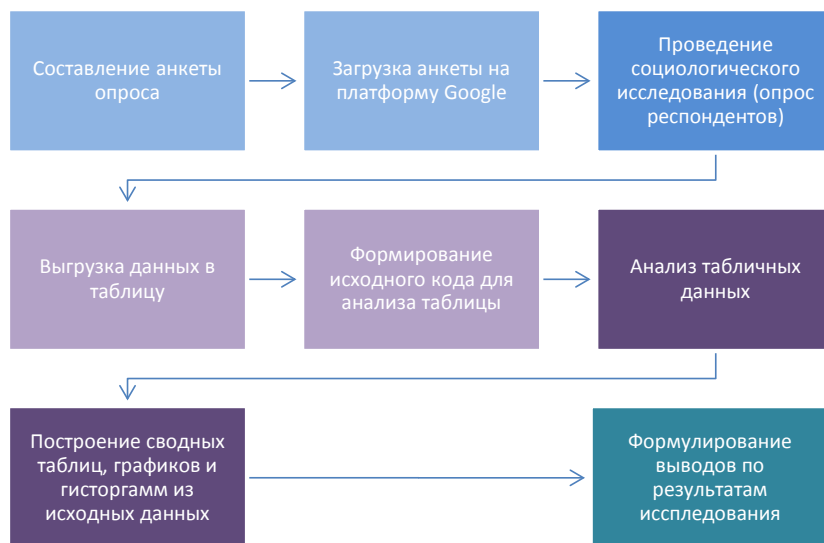 Составление анкеты
опроса
Загрузка анкеты на
платформу Google
Проведение
социологического
исследования (опрос
респондентов)
Выгрузка данных в
таблицу
Формирование
исходного кода для
анализа таблицы
Анализ табличных
данных
Построение сводных
таблиц, графиков и
гисторгамм из
исходных данных
Формулирование
выводов по
результатам
исспледования